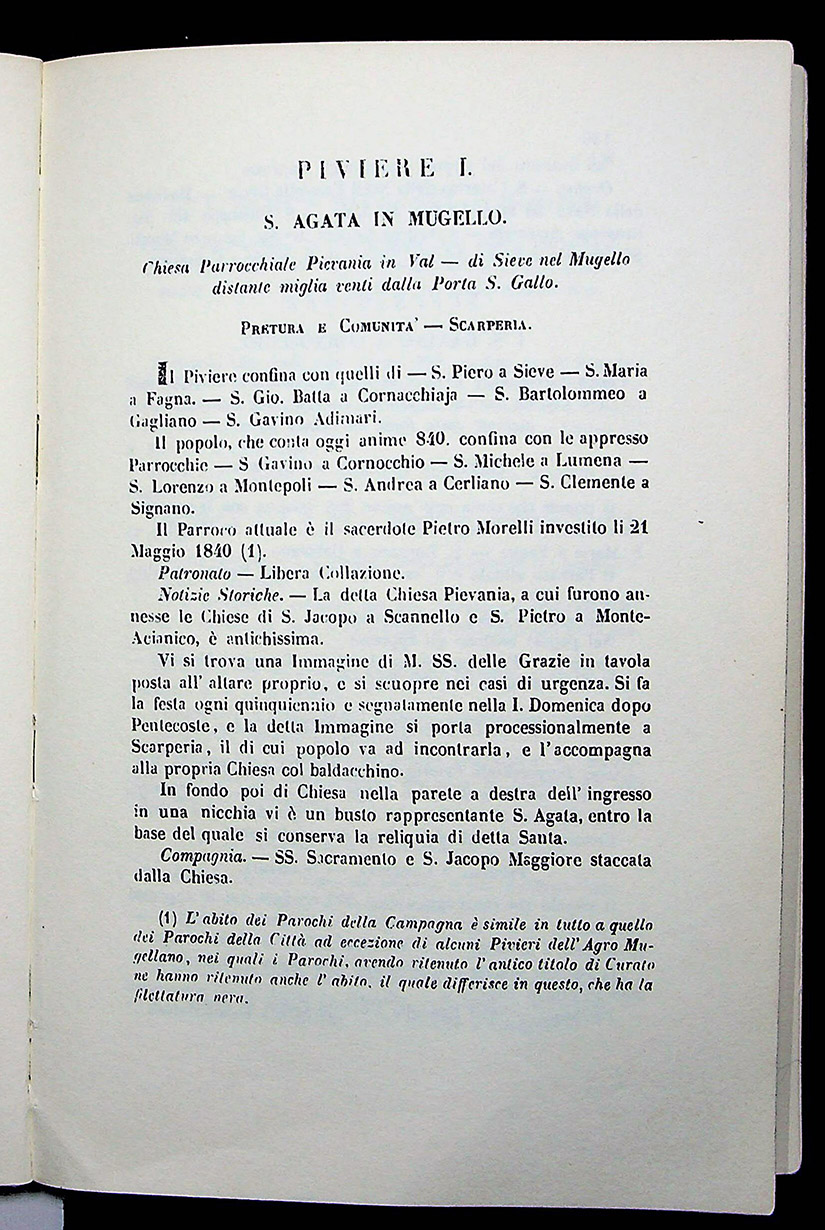 PIVIERE I.
S. AGATA IN MUGELLO.
Chiesa Parrocchiale Pievania in Val — di Sieve nel Mugello
distante miglia venti dalla Porta S. Gallo.
PRETURA E COMUNITA' — SCARPERIA.
Il Piviere confina con quelli di — S. Piero a Sieve — S. Maria
a Fagna. — S. Gio. Batta a Cornacchiaja — S. Bartolommeo a
Gagliano — S. Gavino Adimari.
Il popolo, che conta oggi anime 840. confina con le appresso
Parrocchie — S Gavino a Cornocchio — S. Michele a Lumena —
S. Lorenzo a Montepoli — S. Andrea a Cerliano — S. Clemente a
Signano.
Il Parroco attuale è il sacerdote Pietro Morelli investito li 21
Maggio 1840 (1).
Patronato — Libera Collazione.
Notizie Storiche. — La detta Chiesa Pievania, a cui furono an-
nesse le Chiese di S. Jacopo a Scannello e S. Pietro a Monte-
Acianico, è antichissima.
Vi si trova una Immagine di M. SS. delle Grazie in tavola
posta all' altare proprio, e si scuopre nei casi di urgenza. Si fa
la festa ogni quinquiennio e segnatamente nella I. Domenica dopo
Pentecoste, e la detta Immagine si porta processionalmente a
Scarperia, il di cui popolo va ad incontrarla, e l'accompagna
alla propria Chiesa col baldacchino.
In fondo poi di Chiesa nella parete a destra dell' ingresso
in una nicchia vi è un busto rappresentante S. Agata, entro la
base del quale si conserva la reliquia di detta Santa.
Compagnia. — SS. Sacramento e S. Jacopo Maggiore staccata
dalla Chiesa.
(1) L'abito dei Parochi della Campagna è simile in tutto a quello
dei Parochi della Città ad eccezione di alcuni Pivieri dell'Agro Mu-
gellano, nei quali i Parochi, avendo ritenuto l'antico titolo di Curato
ne hanno ritenuto anche l'abito, il quale differisce in questo, che ha la
filettatura nera.